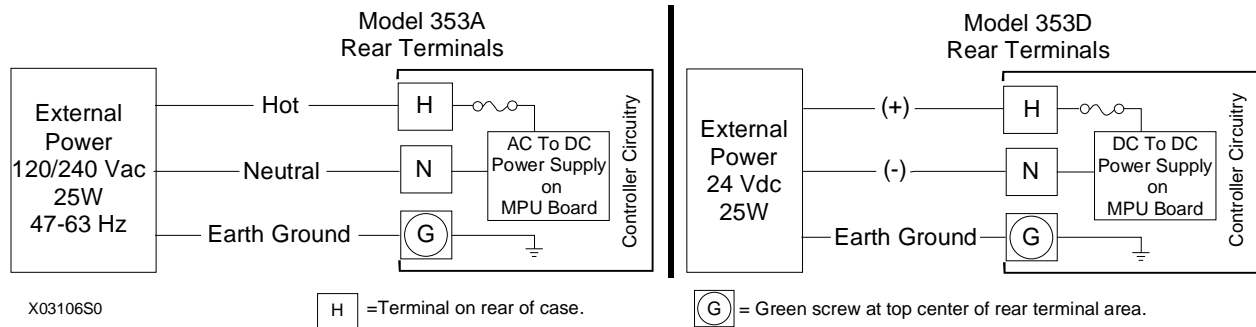 Model 353A
Rear Terminals
External
Power
120/240 Vac
25W
47-63 Hz
Hot
Neutral
Earth Ground
H
N
G
AC To DC
Power Supply
on
MPU Board
Controller Circuitry
Model 353D
Rear Terminals
External
Power
24 Vdc
25W
(+)
(-)
Earth Ground
H
N
G
DC To DC
Power Supply
on
MPU Board
Controller Circuitry
X03106S0
H =Terminal on rear of case.
G = Green screw at top center of rear terminal area.